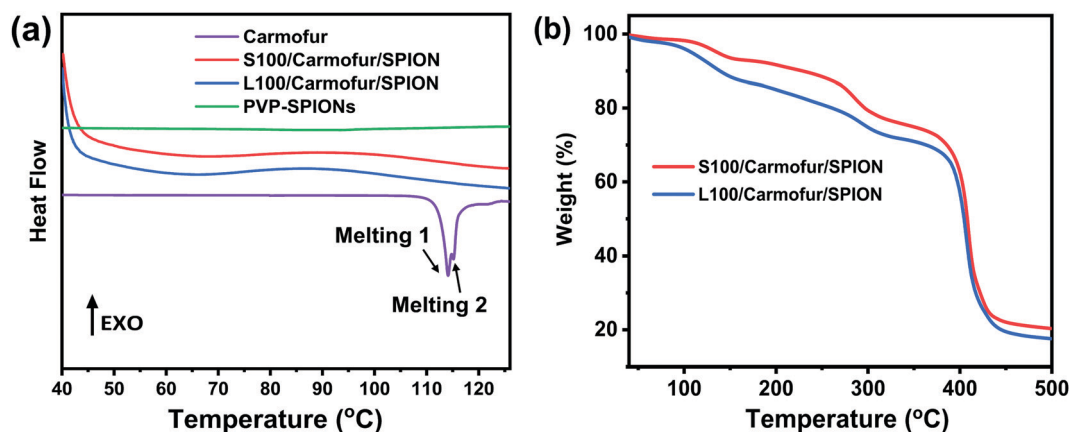 (a)
Carmofur
S100/Carmofur/SPION
L100/Carmofur/SPION
PVP-SPIONs
Heat Flow
Melting 1
Melting 2
EXO
40 50 60 70 80 90 100 110 120
Temperature (°C)
(b)
100
80
60
40
20
Weight (%)
S100/Carmofur/SPION
L100/Carmofur/SPION
100 200 300 400 500
Temperature (°C)